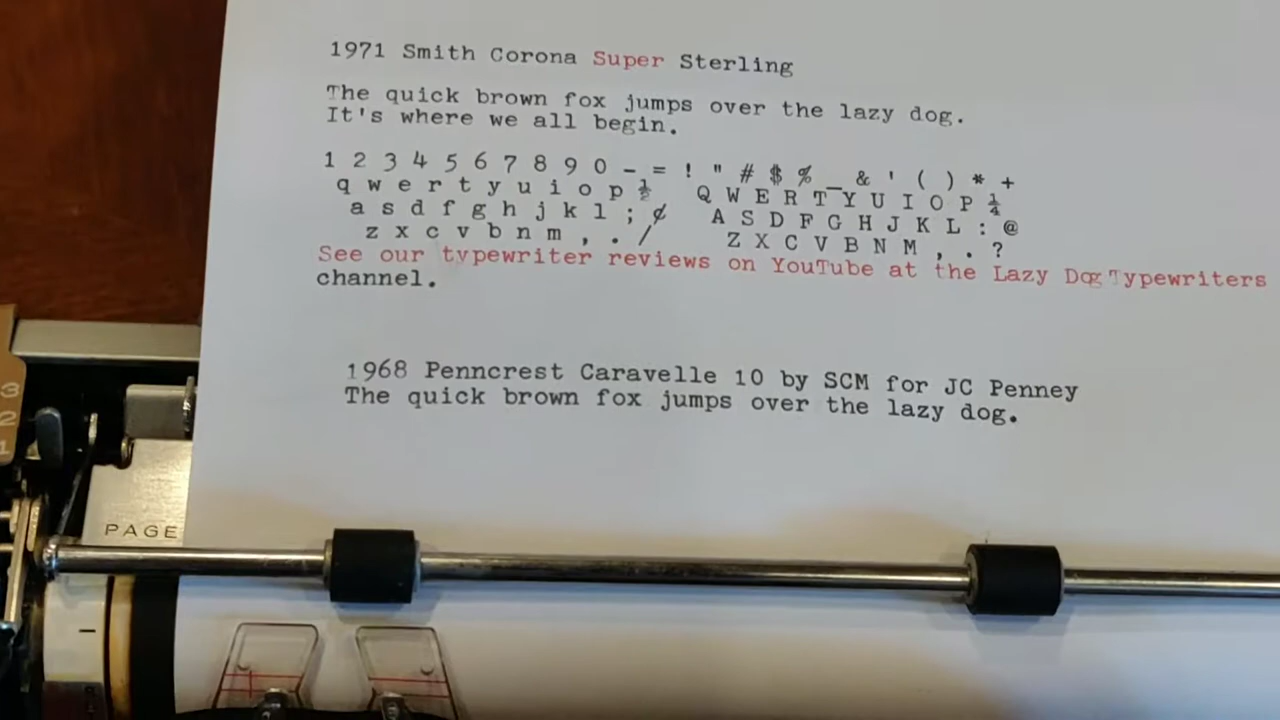 1971 Smith Corona Super Sterling
The quick brown fox jumps over the lazy dog.
It's where we all begin.
1 2 3 4 5 6 7 8 9 0 - = ! " # $ % _ & ' ( ) * +
q w e r t y u i o p ½ Q W E R T Y U I O P ¼
a s d f g h j k l ; ¢ A S D F G H J K L : @
z x c v b n m , . / Z X C V B N M , . ?
See our typewriter reviews on YouTube at the Lazy Dog Typewriters
channel.
1968 Penncrest Caravelle 10 by SCM for JC Penney
The quick brown fox jumps over the lazy dog.
3
2
1
PAGE